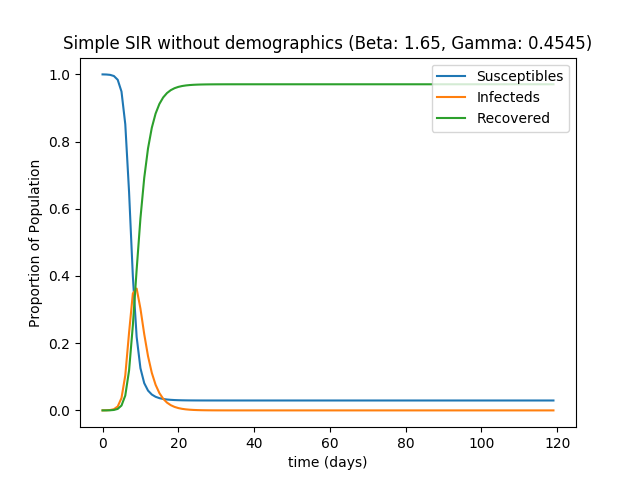 Simple SIR without demographics (Beta: 1.65, Gamma: 0.4545)
Susceptibles
Infecteds
Recovered
Proportion of Population
1.0
0.8
0.6
0.4
0.2
0.0
0 20 40 60 80 100 120
time (days)